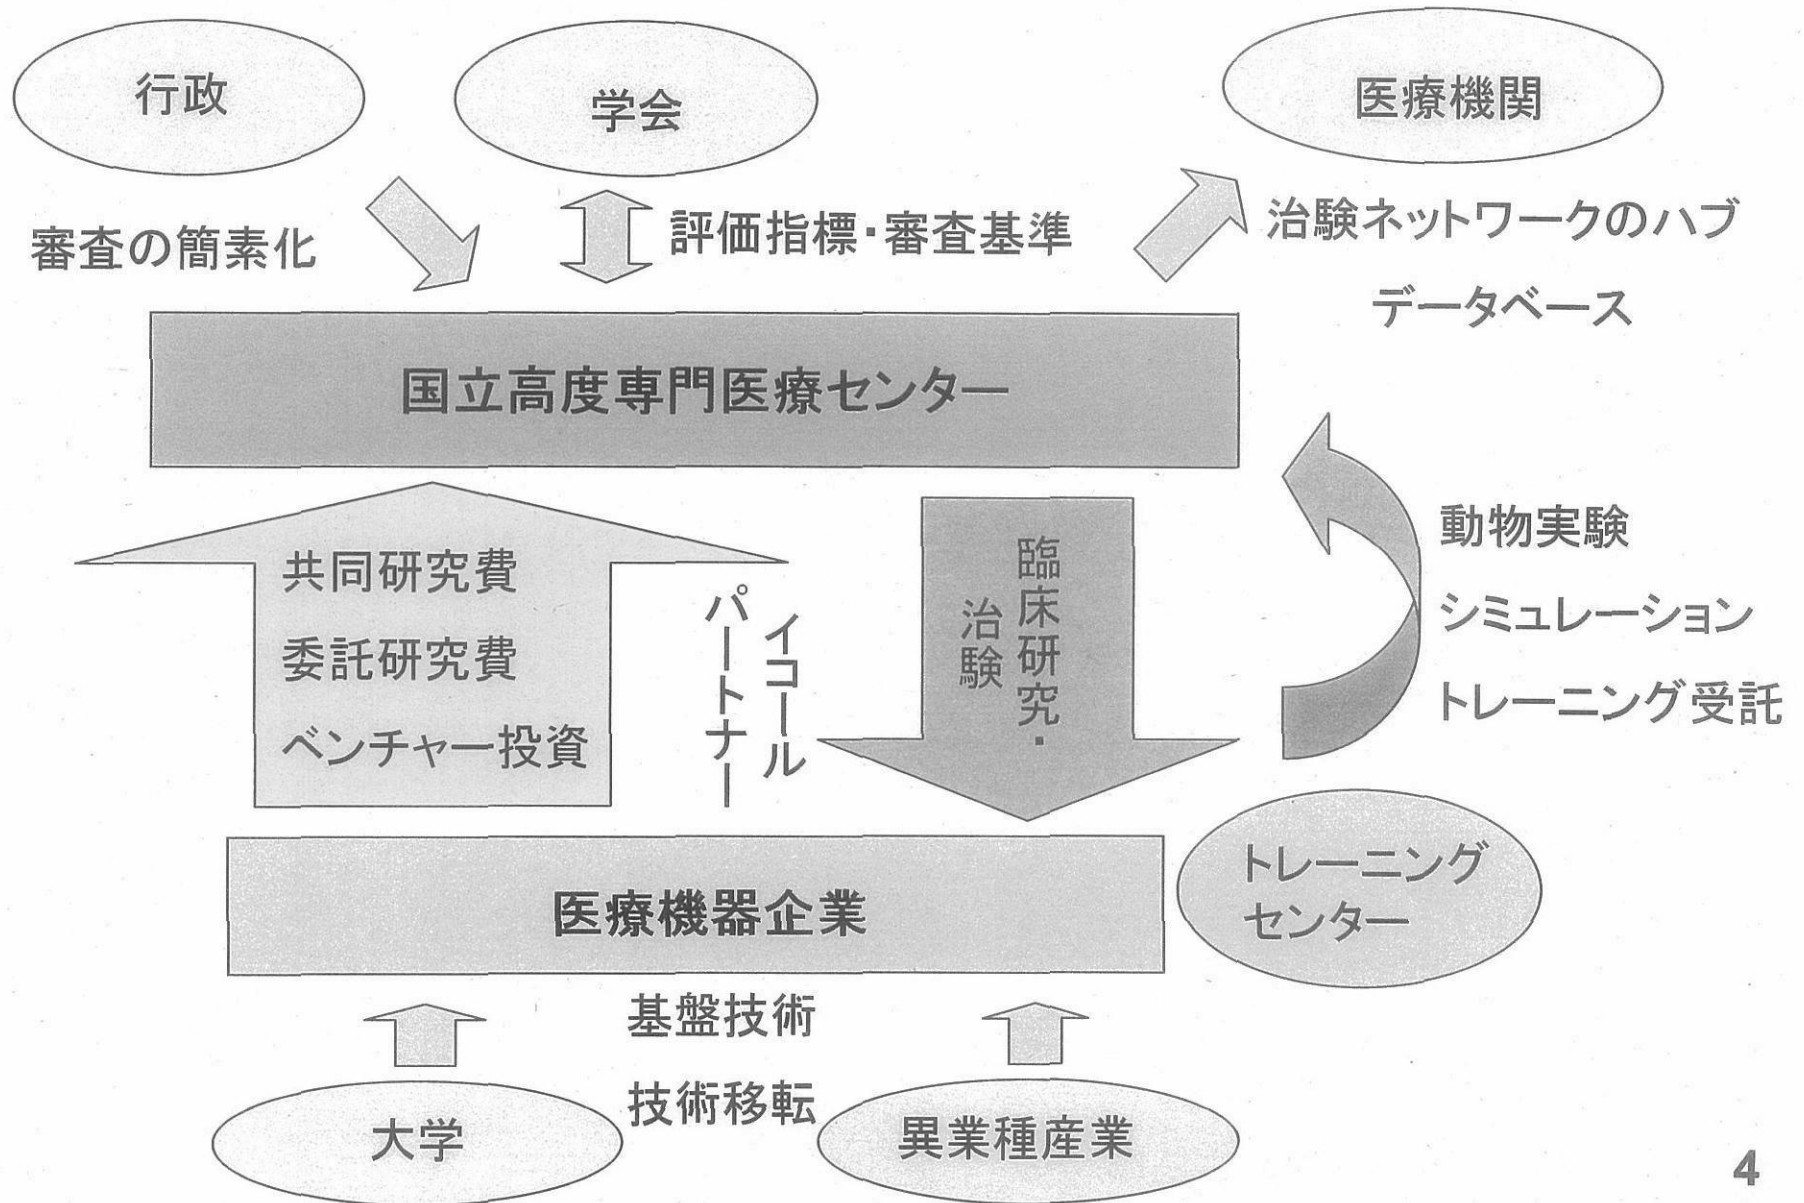 行政
学会
医療機関
審査の簡素化
評価指標・審査基準
治験ネットワークのハブ
データベース
国立高度専門医療センター
共同研究費
委託研究費
ベンチャー投資
イコール
パートナー
臨床研究・
治験
動物実験
シミュレーション
トレーニング受託
医療機器企業
トレーニング
センター
基盤技術
技術移転
大学
異業種産業
4